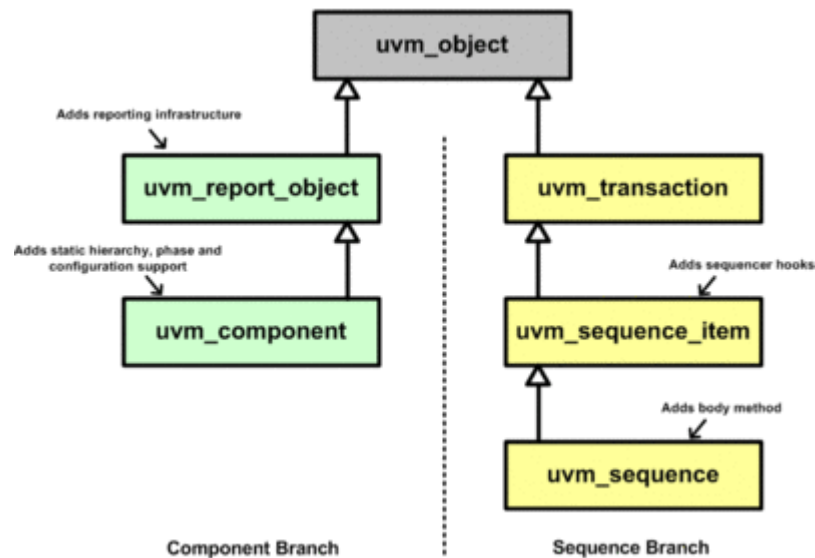 uvm_object
Adds reporting infrastructure
uvm_report_object
uvm_transaction
Adds static hierarchy, phase and
configuration support
Adds sequencer hooks
uvm_component
uvm_sequence_item
Adds body method
uvm_sequence
Component Branch
Sequence Branch